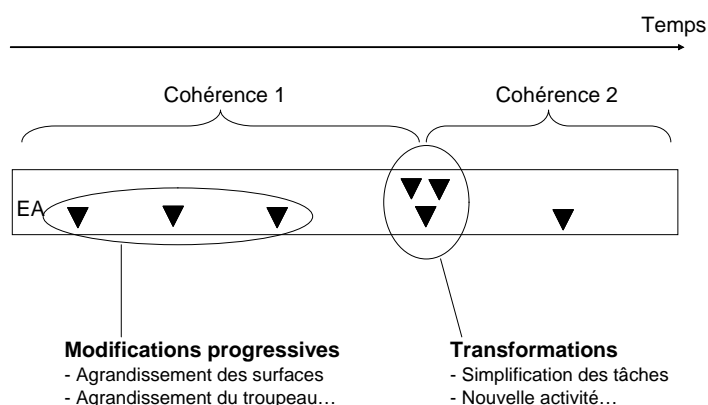 Temps
Cohérence 1
Cohérence 2
EA
Modifications progressives
- Agrandissement des surfaces
- Agrandissement du troupeau…
Transformations
- Simplification des tâches
- Nouvelle activité…